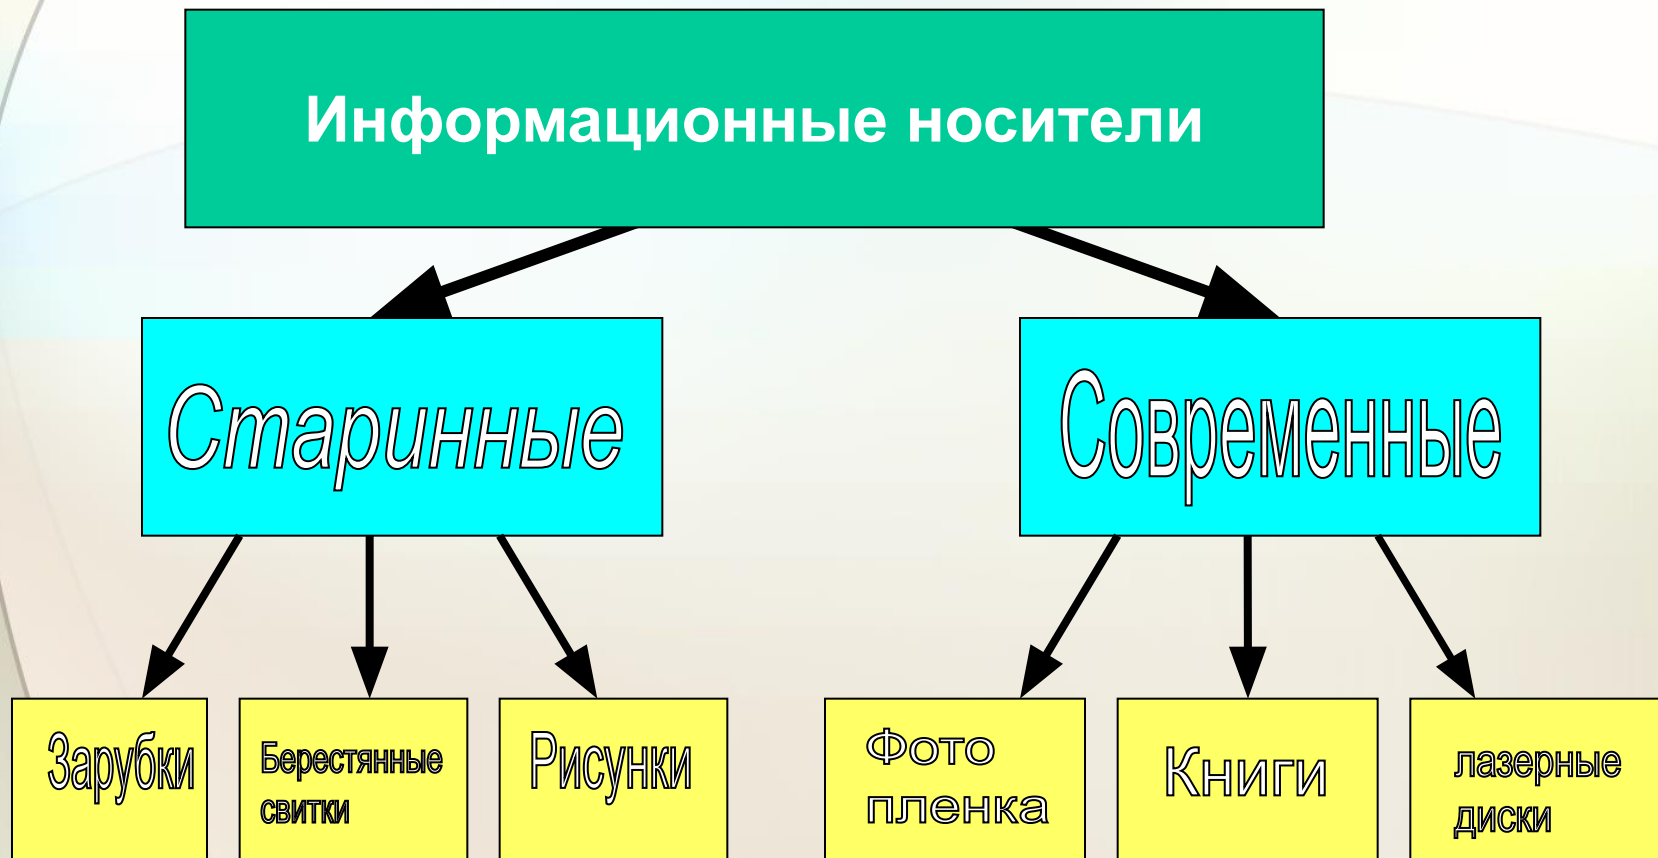 Информационные носители
Старинные
Современные
Зарубки
Берестянные
свитки
Рисунки
Фото
пленка
Книги
лазерные
диски